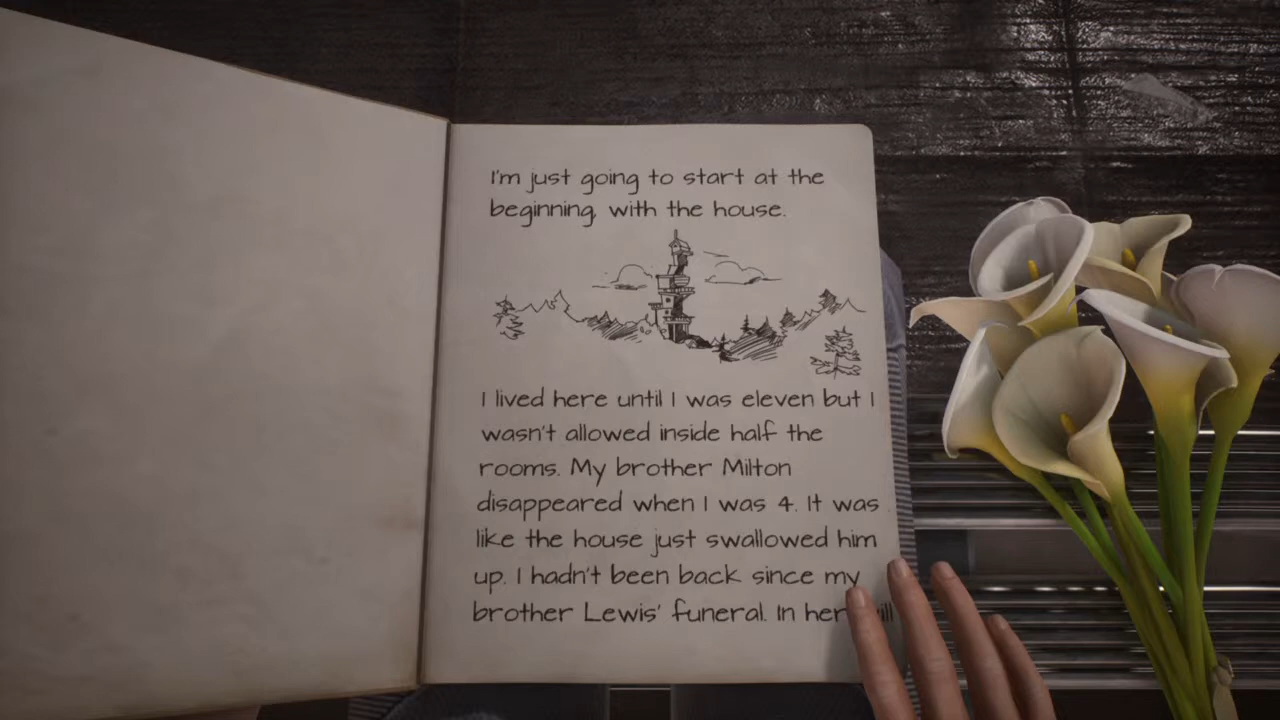 I'm just going to start at the
beginning, with the house.
I lived here until I was eleven but I
wasn't allowed inside half the
rooms. My brother Milton
disappeared when I was 4. It was
like the house just swallowed him
up. I hadn't been back since my
brother Lewis' funeral. In her